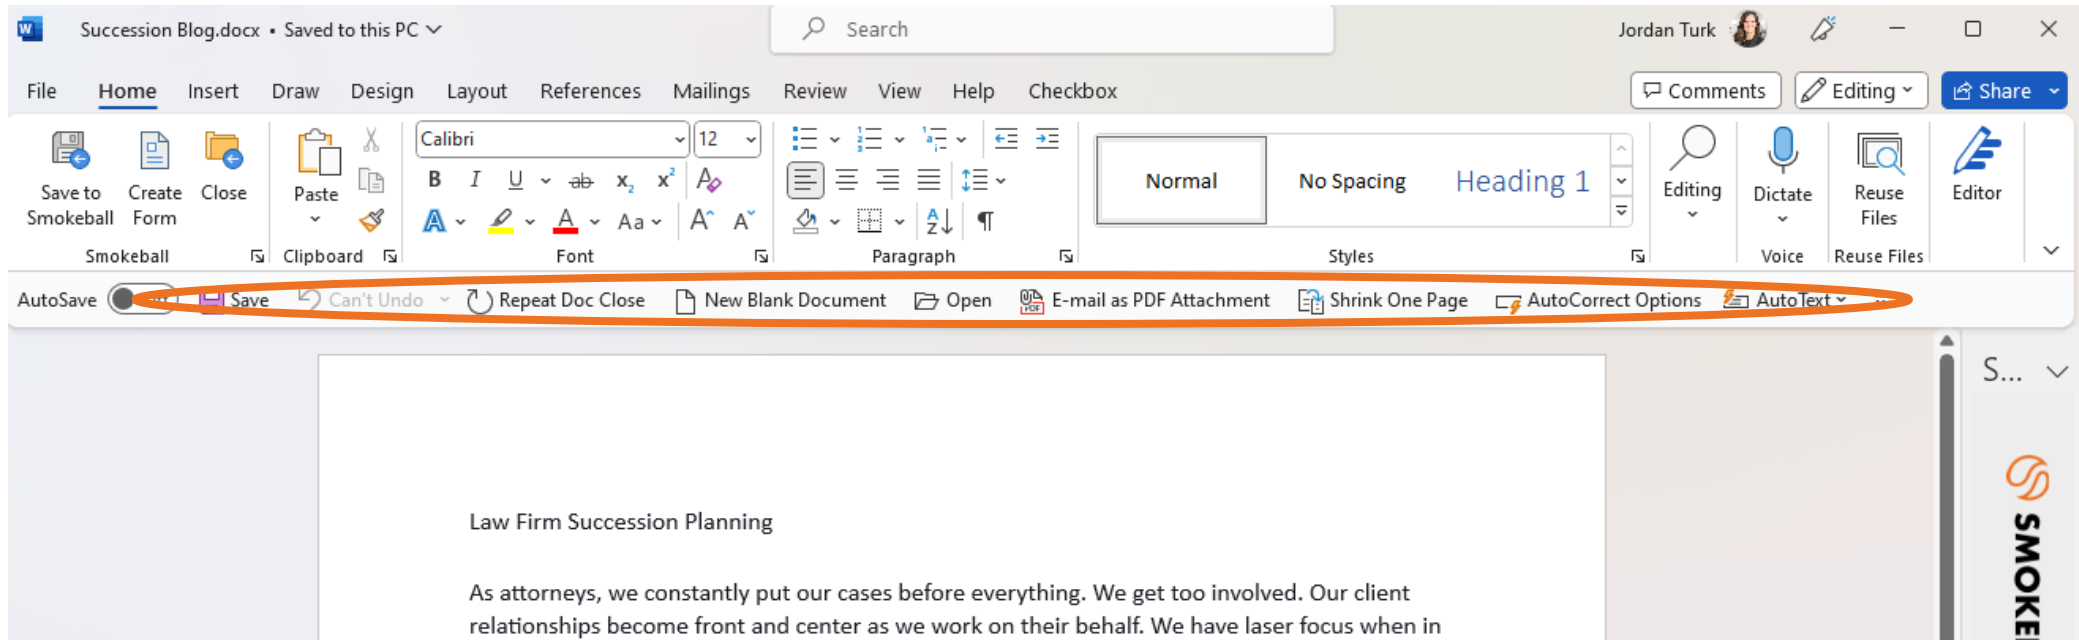 Succession Blog.docx • Saved to this PC
Search
Jordan Turk
File Home Insert Draw Design Layout References Mailings Review View Help Checkbox
Comments Editing Share
Save to Smokeball
Create Form
Close
Paste
Calibri 12
Normal
No Spacing
Heading 1
Editing
Dictate
Reuse Files
Editor
Smokeball Clipboard Font Paragraph Styles Voice Reuse Files
AutoSave Off Save Can't Undo Repeat Doc Close New Blank Document Open E-mail as PDF Attachment Shrink One Page AutoCorrect Options AutoText
S...
Law Firm Succession Planning
As attorneys, we constantly put our cases before everything. We get too involved. Our client
relationships become front and center as we work on their behalf. We have laser focus when in
SMOKE